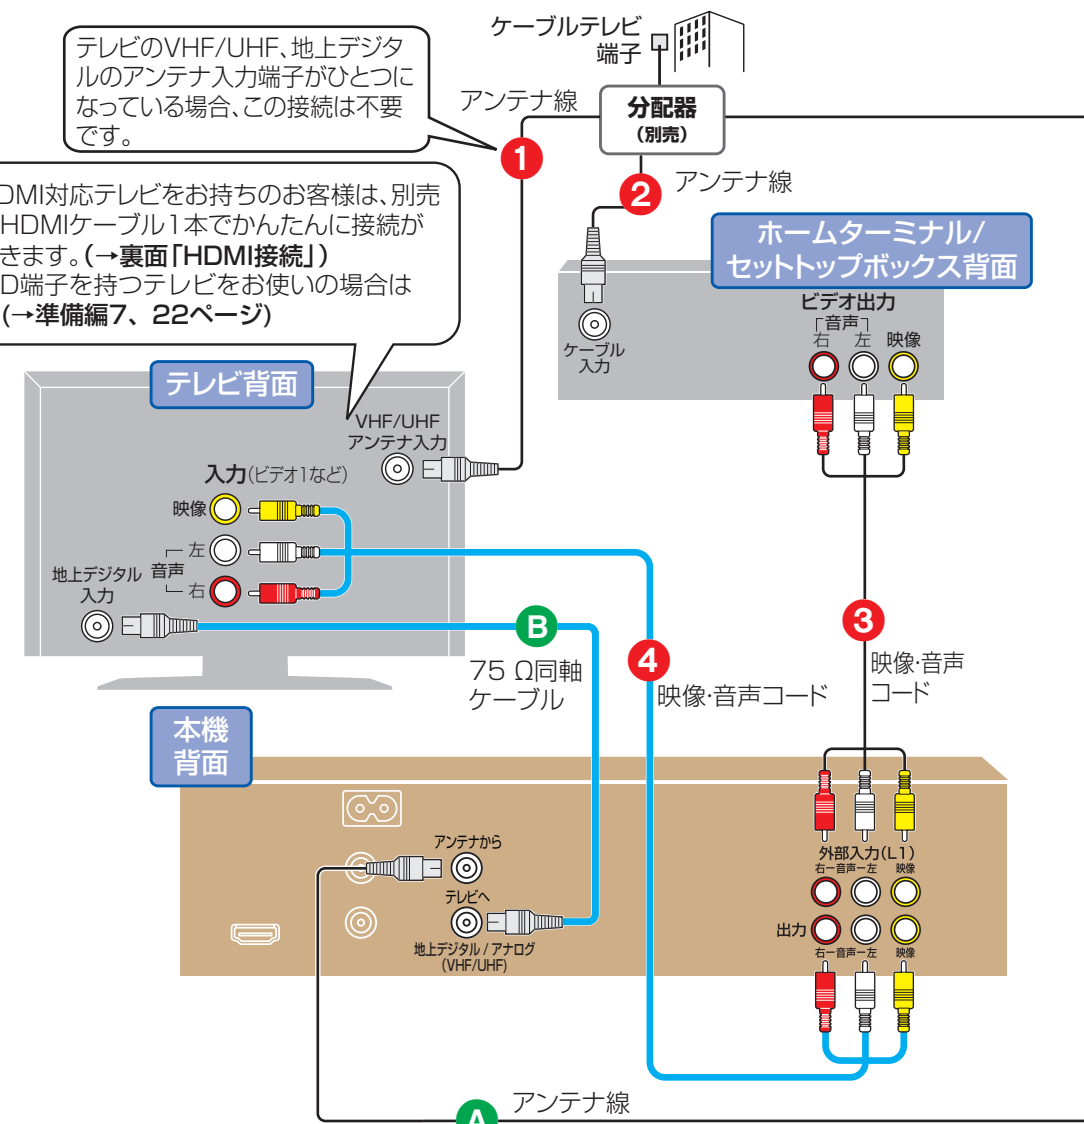 テレビのVHF/UHF、地上デジタ
ルのアンテナ入力端子がひとつに
なっている場合、この接続は不要
です。
ケーブルテレビ
端子
アンテナ線
分配器
(別売)
1
2
アンテナ線
DMI対応テレビをお持ちのお客様は、別売
HDMIケーブル1本でかんたんに接続が
きます。(→裏面「HDMI接続」)
D端子を持つテレビをお使いの場合は
(→準備編7、22ページ)
ホームターミナル/
セットトップボックス背面
ビデオ出力
音声
右 左 映像
ケーブル
入力
テレビ背面
VHF/UHF
アンテナ入力
入力(ビデオ1など)
映像
左
音声
右
地上デジタル
入力
B
75 Ω同軸
ケーブル
4
映像・音声コード
3
映像・音声
コード
本機
背面
アンテナから
テレビへ
地上デジタル / アナログ
(VHF/UHF)
外部入力(L1)
右ー音声ー左 映像
出力
右ー音声ー左 映像
アンテナ線
A